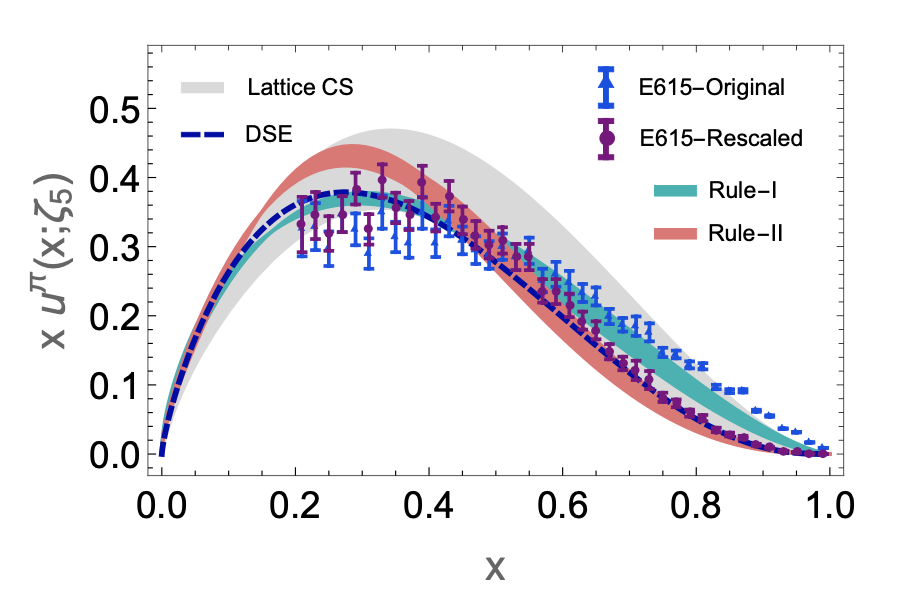 Lattice CS
DSE
E615−Original
E615−Rescaled
Rule−I
Rule−II
x u^π(x;ζ₅)
0.5
0.4
0.3
0.2
0.1
0.0
0.0 0.2 0.4 0.6 0.8 1.0
x